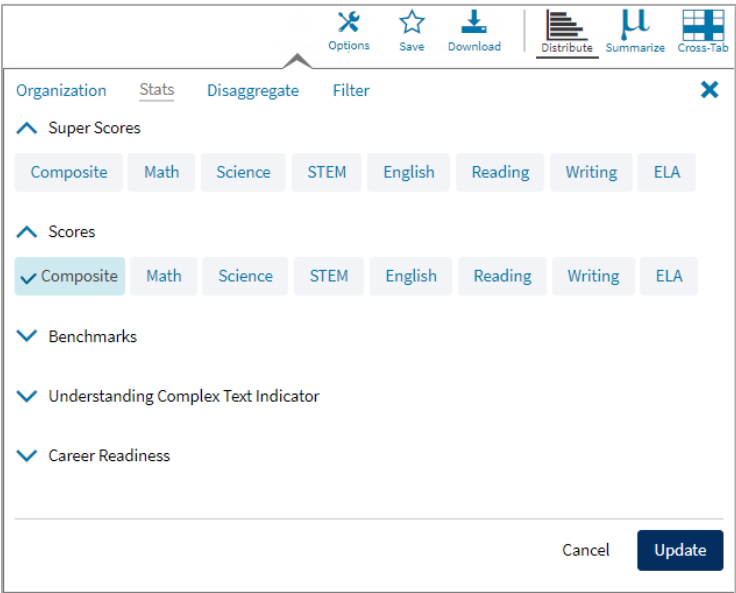 Options Save Download Distribute Summarize Cross-Tab
Organization Stats Disaggregate Filter
Super Scores
Composite Math Science STEM English Reading Writing ELA
Scores
Composite Math Science STEM English Reading Writing ELA
Benchmarks
Understanding Complex Text Indicator
Career Readiness
Cancel Update